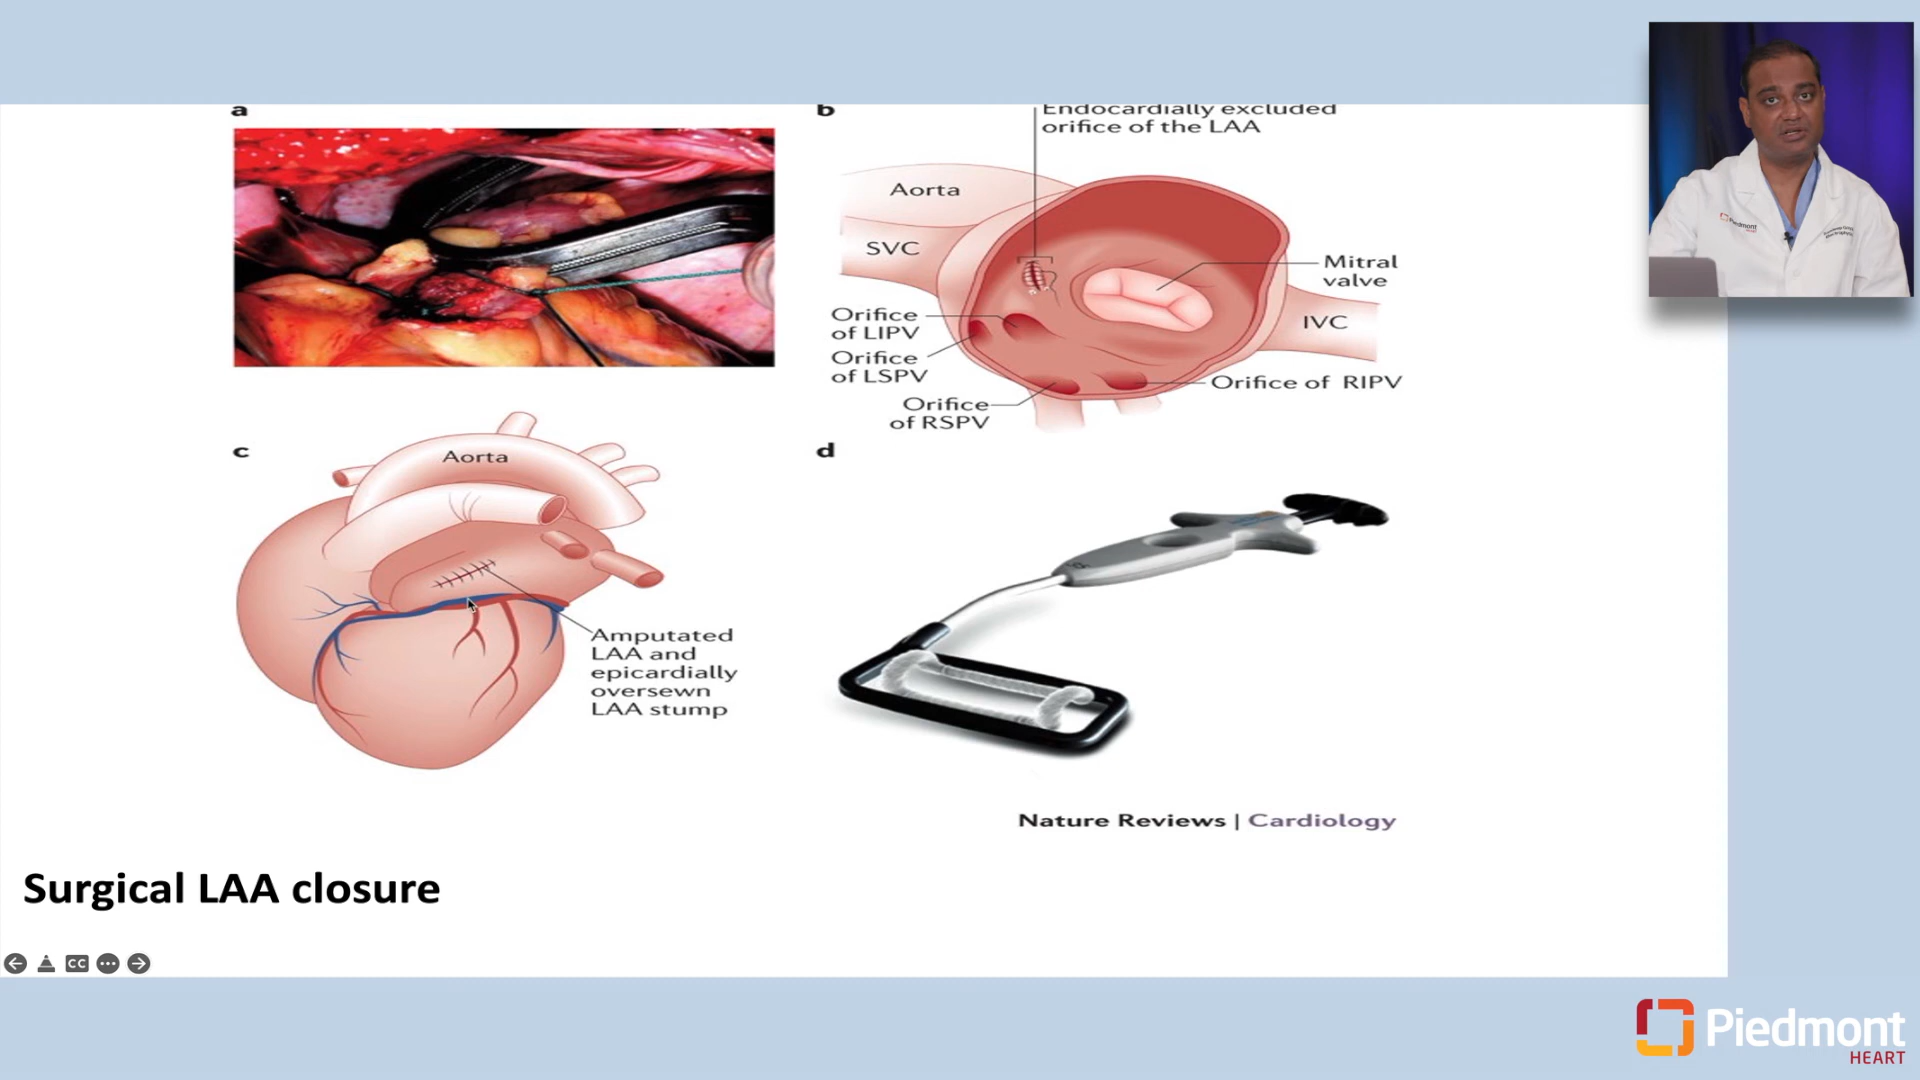 a
b
Endocardially excluded
orifice of the LAA
Aorta
SVC
Mitral
valve
Orifice
of LIPV
IVC
Orifice
of LSPV
Orifice of RIPV
Orifice
of RSPV
c
d
Aorta
Amputated
LAA and
epicardially
oversewn
LAA stump
Nature Reviews | Cardiology
Surgical LAA closure
CC
Piedmont
Piedmont
HEART